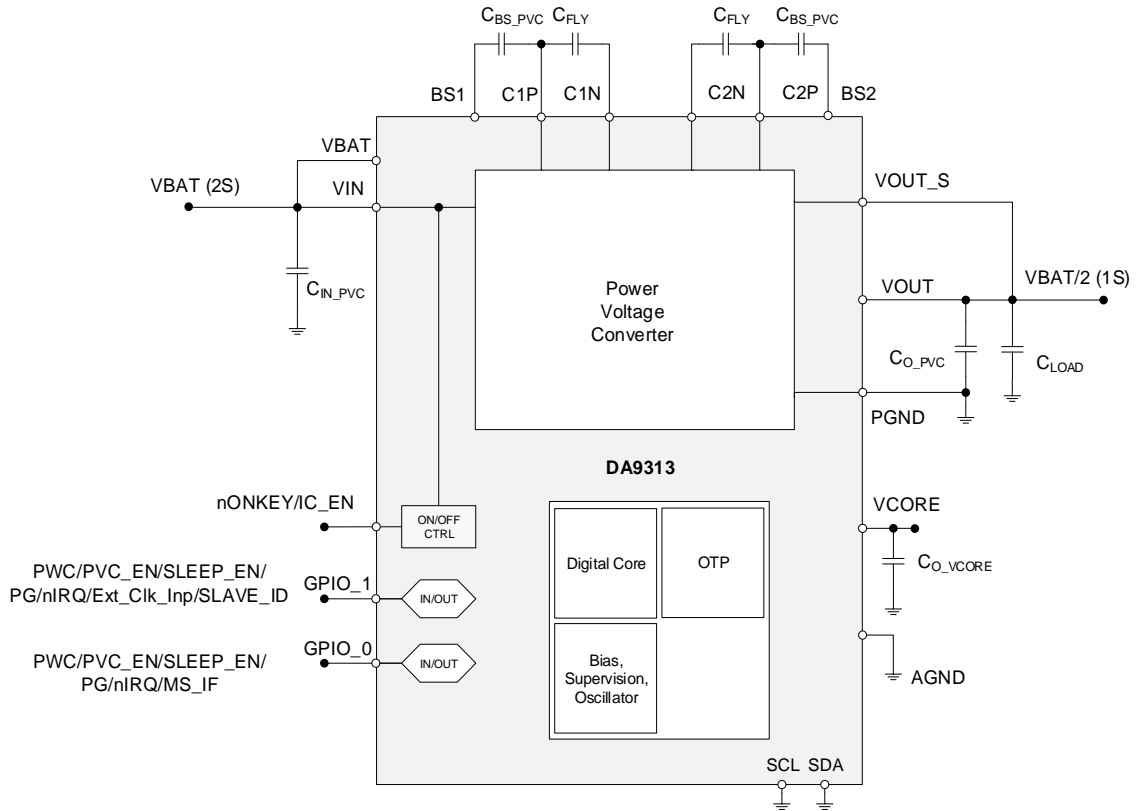 CBS_PVC CFLY CFLY CBS_PVC
BS1 C1P C1N C2N C2P BS2
VBAT
VBAT (2S) VIN
CIN_PVC
VOUT_S
VOUT VBAT/2 (1S)
Power
Voltage
Converter
CO_PVC CLOAD
PGND
DA9313
nONKEY/IC_EN
ON/OFF
CTRL
VCORE
CO_VCORE
PWC/PVC_EN/SLEEP_EN/
PG/nIRQ/Ext_Clk_Inp/SLAVE_ID
GPIO_1
IN/OUT
Digital Core
OTP
PWC/PVC_EN/SLEEP_EN/
PG/nIRQ/MS_IF
GPIO_0
IN/OUT
Bias,
Supervision,
Oscillator
AGND
SCL SDA